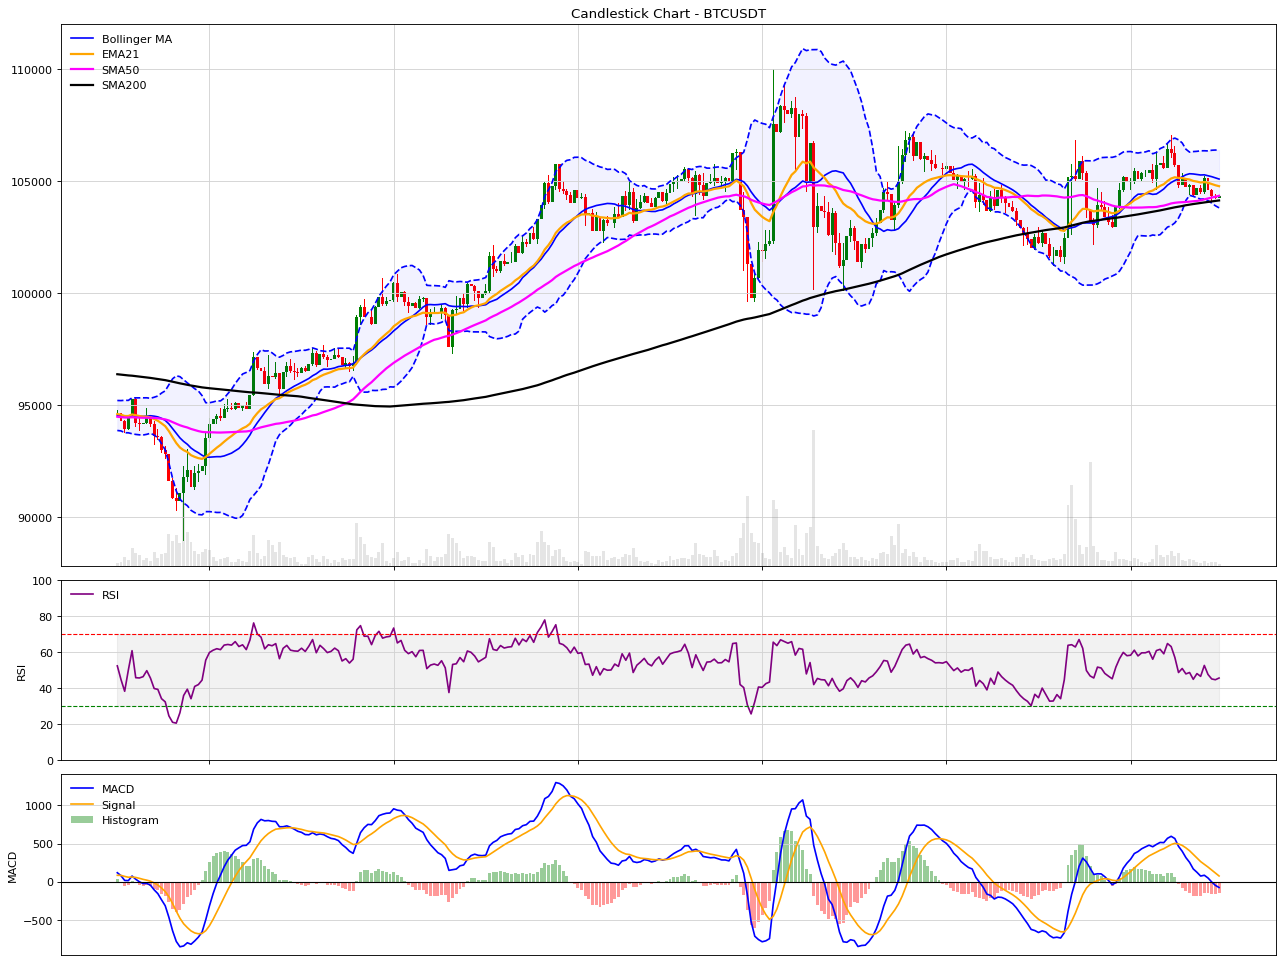 Candlestick Chart - BTCUSDT
Bollinger MA
EMA21
SMA50
SMA200
110000
105000
100000
95000
90000
RSI
100
80
60
40
20
0
RSI
MACD
Signal
Histogram
1000
500
0
−500
MACD